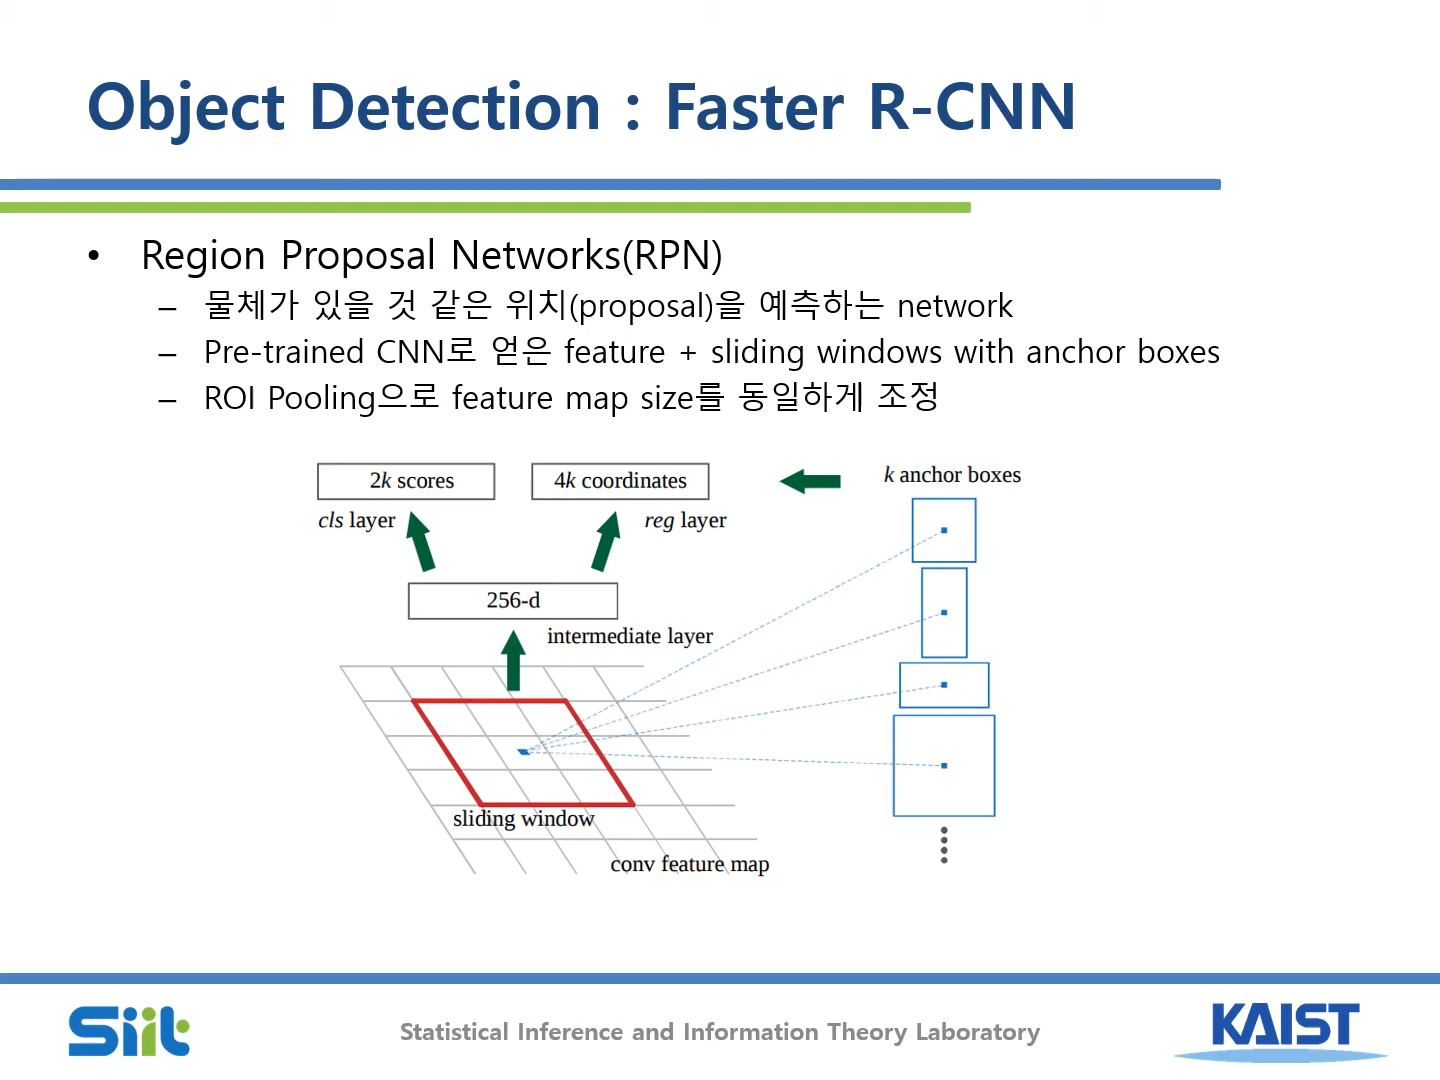 Object Detection : Faster R-CNN
• Region Proposal Networks(RPN)
– 물체가 있을 것 같은 위치(proposal)을 예측하는 network
– Pre-trained CNN로 얻은 feature + sliding windows with anchor boxes
– ROI Pooling으로 feature map size를 동일하게 조정
2k scores
4k coordinates
k anchor boxes
cls layer
reg layer
256-d
intermediate layer
sliding window
conv feature map
Siit
Statistical Inference and Information Theory Laboratory
KAIST